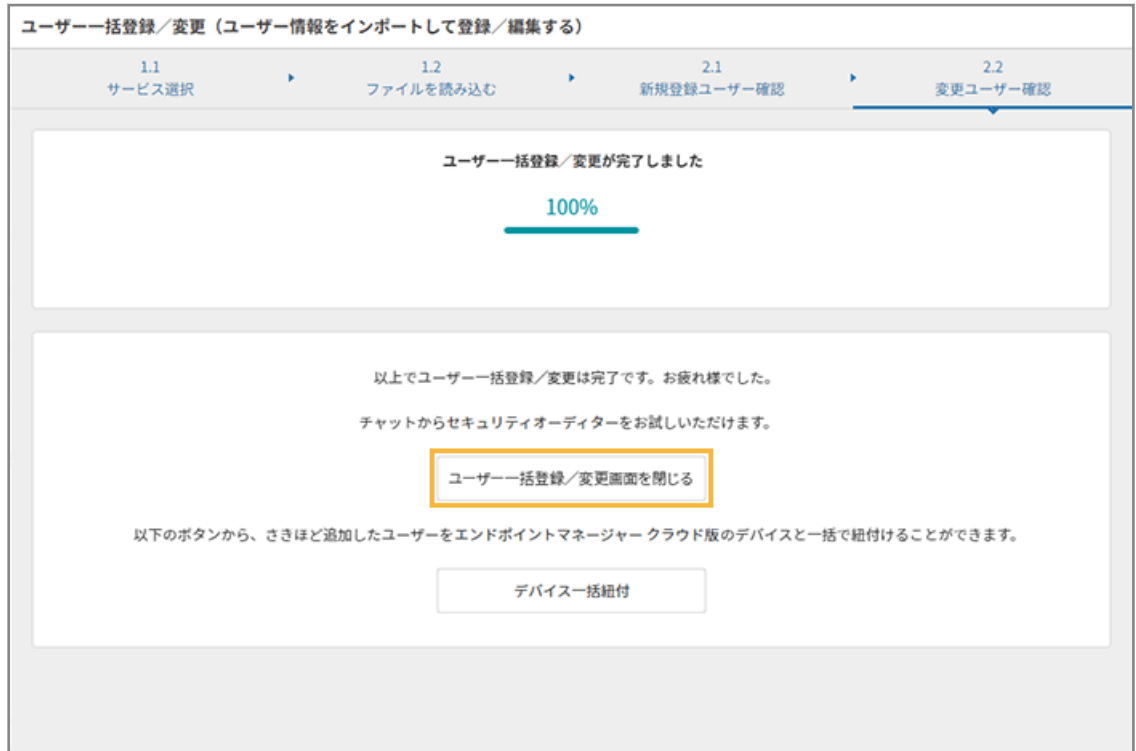 ユーザー一括登録／変更（ユーザー情報をインポートして登録／編集する）
1.1
サービス選択
1.2
ファイルを読み込む
2.1
新規登録ユーザー確認
2.2
変更ユーザー確認
ユーザー一括登録／変更が完了しました
100%
以上でユーザー一括登録／変更は完了です。お疲れ様でした。
チャットからセキュリティオーディターをお試しいただけます。
ユーザー一括登録／変更画面を閉じる
以下のボタンから、さきほど追加したユーザーをエンドポイントマネージャー クラウド版のデバイスと一括で紐付けることができます。
デバイス一括紐付